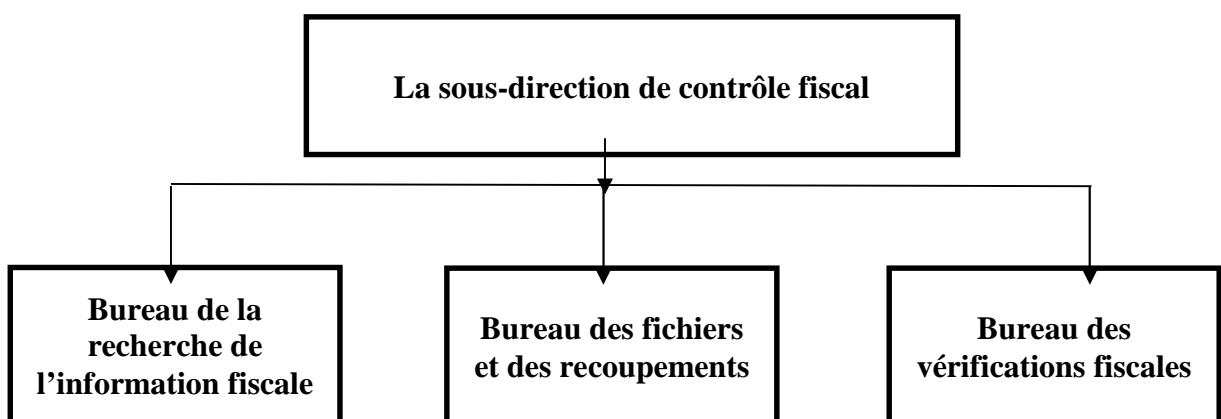 La sous-direction de contrôle fiscal
Bureau de la
recherche de
l’information fiscale
Bureau des fichiers
et des recoupements
Bureau des
vérifications fiscales